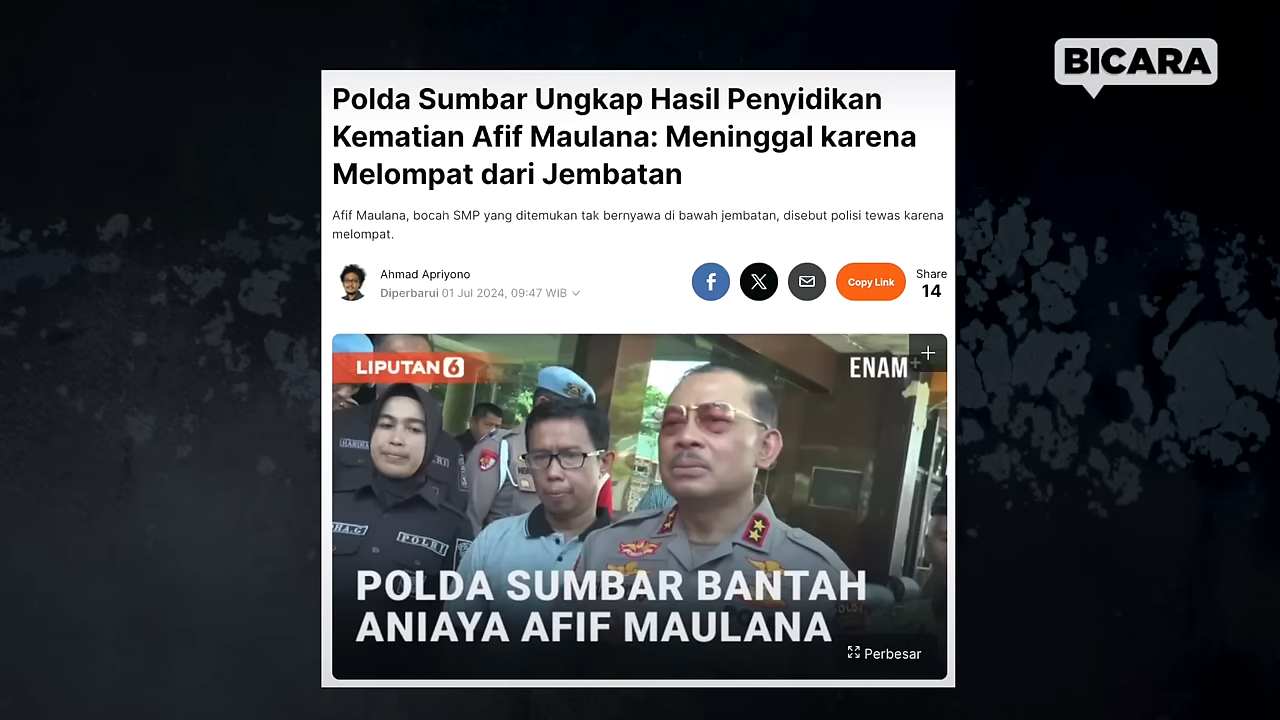 BICARA
Polda Sumbar Ungkap Hasil Penyidikan
Kematian Afif Maulana: Meninggal karena
Melompat dari Jembatan
Afif Maulana, bocah SMP yang ditemukan tak bernyawa di bawah jembatan, disebut polisi tewas karena
melompat.
Ahmad Apriyono
Diperbarui 01 Jul 2024, 09:47 WIB
Copy Link
Share
14
LIPUTAN 6
ENAM+
POLRI
POLDA SUMBAR BANTAH
ANIAYA AFIF MAULANA
Perbesar